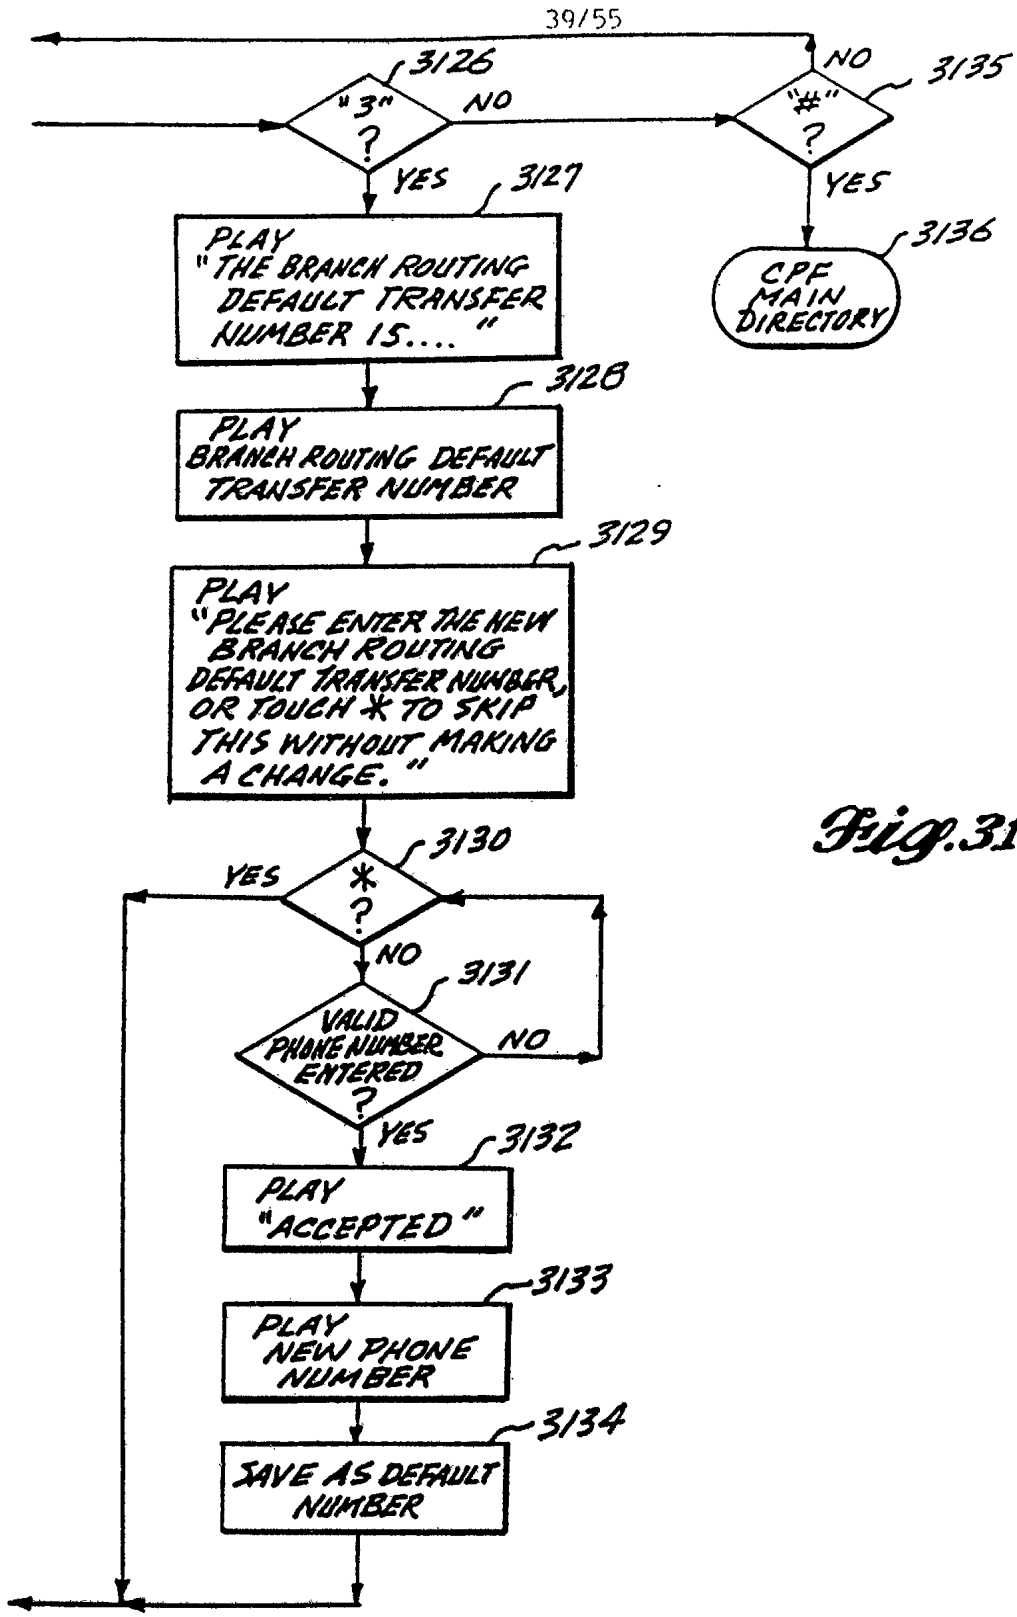 39/55
3126
"3"
?
NO
YES
NO
3135
"#"
?
YES
3136
CPF
MAIN
DIRECTORY
3127
PLAY
"THE BRANCH ROUTING
DEFAULT TRANSFER
NUMBER IS...."
3128
PLAY
BRANCH ROUTING DEFAULT
TRANSFER NUMBER
3129
PLAY
"PLEASE ENTER THE NEW
BRANCH ROUTING
DEFAULT TRANSFER NUMBER,
OR TOUCH * TO SKIP
THIS WITHOUT MAKING
A CHANGE."
Fig.31
3130
YES
*
?
NO
3131
VALID
PHONE NUMBER
ENTERED
?
NO
YES
3132
PLAY
"ACCEPTED"
3133
PLAY
NEW PHONE
NUMBER
3134
SAVE AS DEFAULT
NUMBER